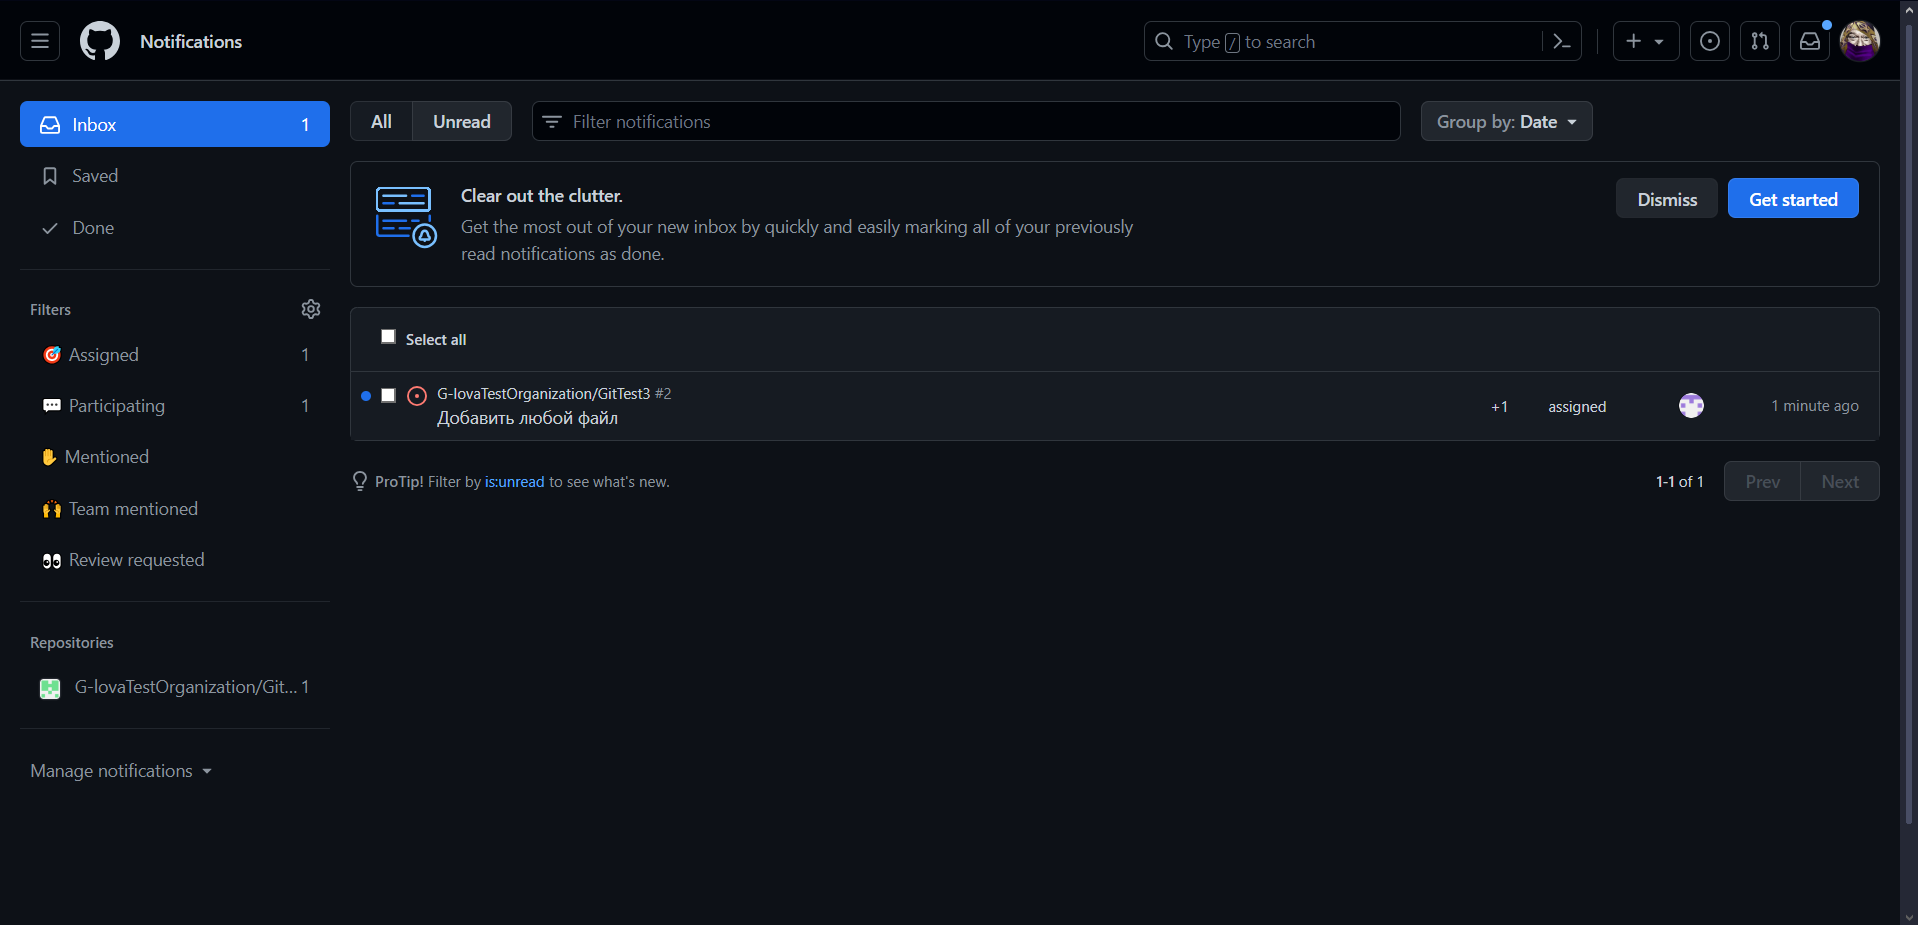 Notifications
Type / to search
Inbox 1
Saved
Done
Filters
Assigned 1
Participating 1
Mentioned
Team mentioned
Review requested
Repositories
G-lovaTestOrganization/Git... 1
Manage notifications
All Unread
Filter notifications
Group by: Date
Clear out the clutter.
Get the most out of your new inbox by quickly and easily marking all of your previously
read notifications as done.
Dismiss Get started
Select all
G-lovaTestOrganization/GitTest3 #2
Добавить любой файл
+1 assigned 1 minute ago
ProTip! Filter by is:unread to see what's new.
1-1 of 1 Prev Next